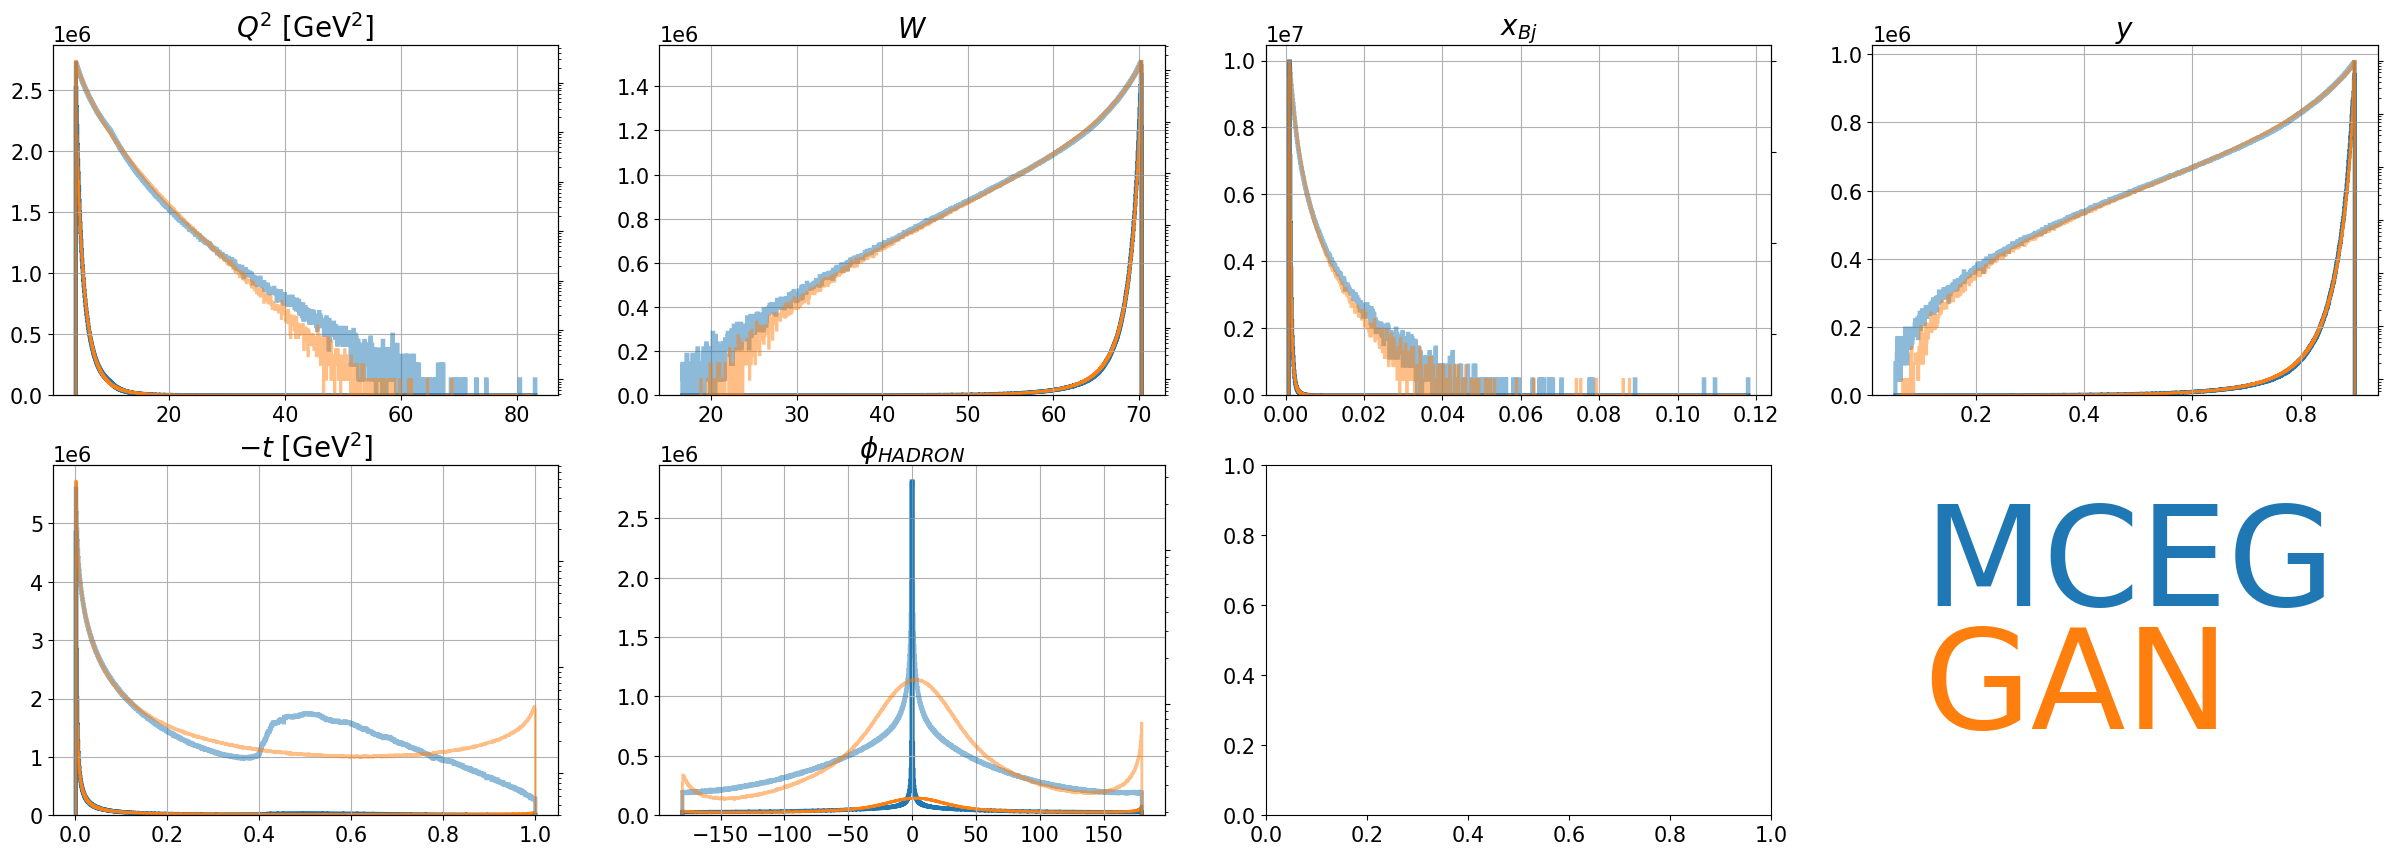 Q² [GeV²]
1e6
2.5
2.0
1.5
1.0
0.5
0.0
20 40 60 80
W
1e6
1.4
1.2
1.0
0.8
0.6
0.4
0.2
0.0
20 30 40 50 60 70
x_Bj
1e7
1.0
0.8
0.6
0.4
0.2
0.0
0.00 0.02 0.04 0.06 0.08 0.10 0.12
y
1e6
1.0
0.8
0.6
0.4
0.2
0.0
0.2 0.4 0.6 0.8
−t [GeV²]
1e6
5
4
3
2
1
0
0.0 0.2 0.4 0.6 0.8 1.0
ϕ_HADRON
1e6
2.5
2.0
1.5
1.0
0.5
0.0
−150 −100 −50 0 50 100 150
1.0
0.8
0.6
0.4
0.2
0.0
0.0 0.2 0.4 0.6 0.8 1.0
MCEG
GAN